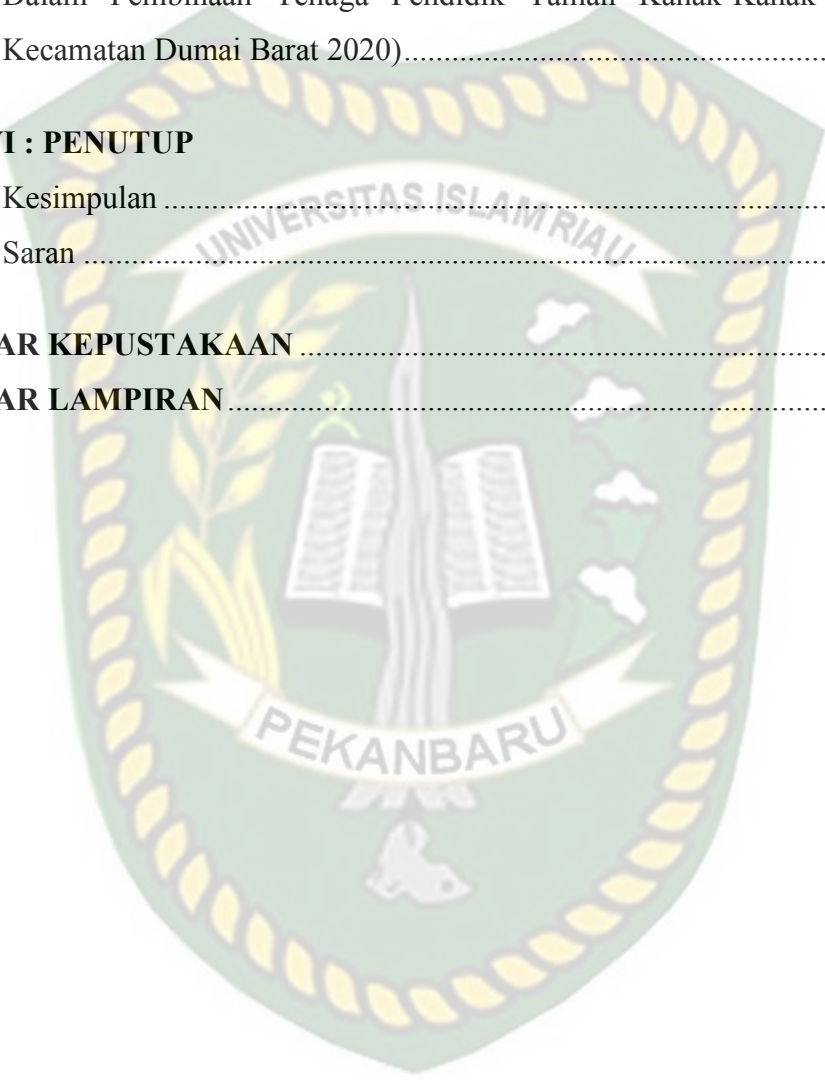 Dalam Pembinaan Tenaga Pendidik Taman Kanak-Kanak
Kecamatan Dumai Barat 2020)................................................................
I : PENUTUP
Kesimpulan ................................................................
Saran ................................................................
AR KEPUSTAKAAN ................................................................
AR LAMPIRAN ................................................................
UNIVERSITAS ISLAM RIAU
PEKANBARU